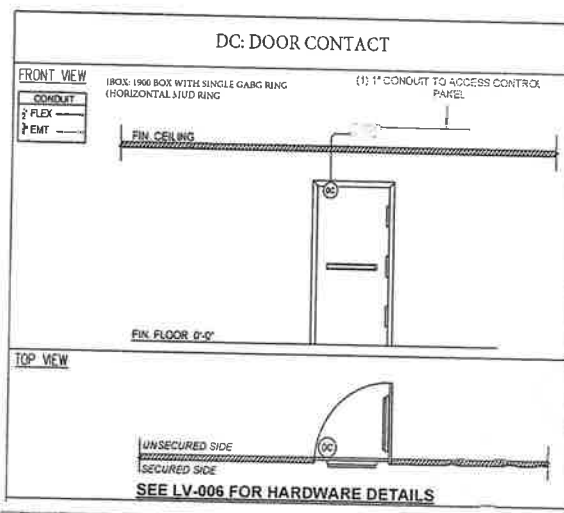 DC: DOOR CONTACT
FRONT VIEW
CONDUIT
FLEX
EMT
1900 BOX WITH SINGLE GABG RING
(HORIZONTAL MUD RING
(1) 1" CONDUIT TO ACCESS CONTROL
PANEL
FIN. CEILING
DC
FIN. FLOOR 0'-0"
TOP VIEW
UNSECURED SIDE
DC
SECURED SIDE
SEE LV-006 FOR HARDWARE DETAILS